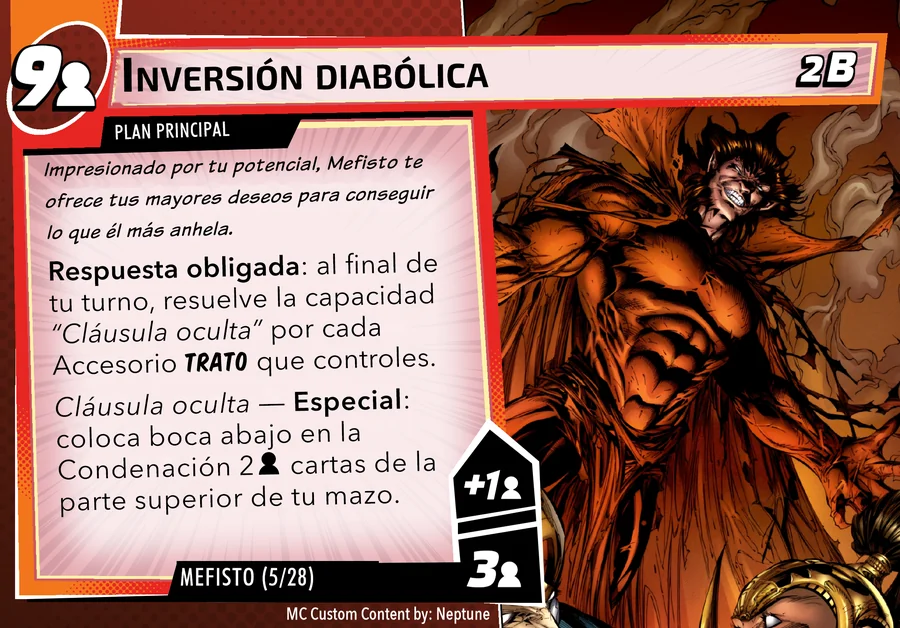 9
INVERSIÓN DIABÓLICA
2B
PLAN PRINCIPAL
Impresionado por tu potencial, Mefisto te
ofrece tus mayores deseos para conseguir
lo que él más anhela.
Respuesta obligada: al final de
tu turno, resuelve la capacidad
“Cláusula oculta” por cada
Accesorio TRATO que controles.
Cláusula oculta — Especial:
coloca boca abajo en la
Condenación 2 cartas de la
parte superior de tu mazo.
+1
3
MEFISTO (5/28)
MC Custom Content by: Neptune